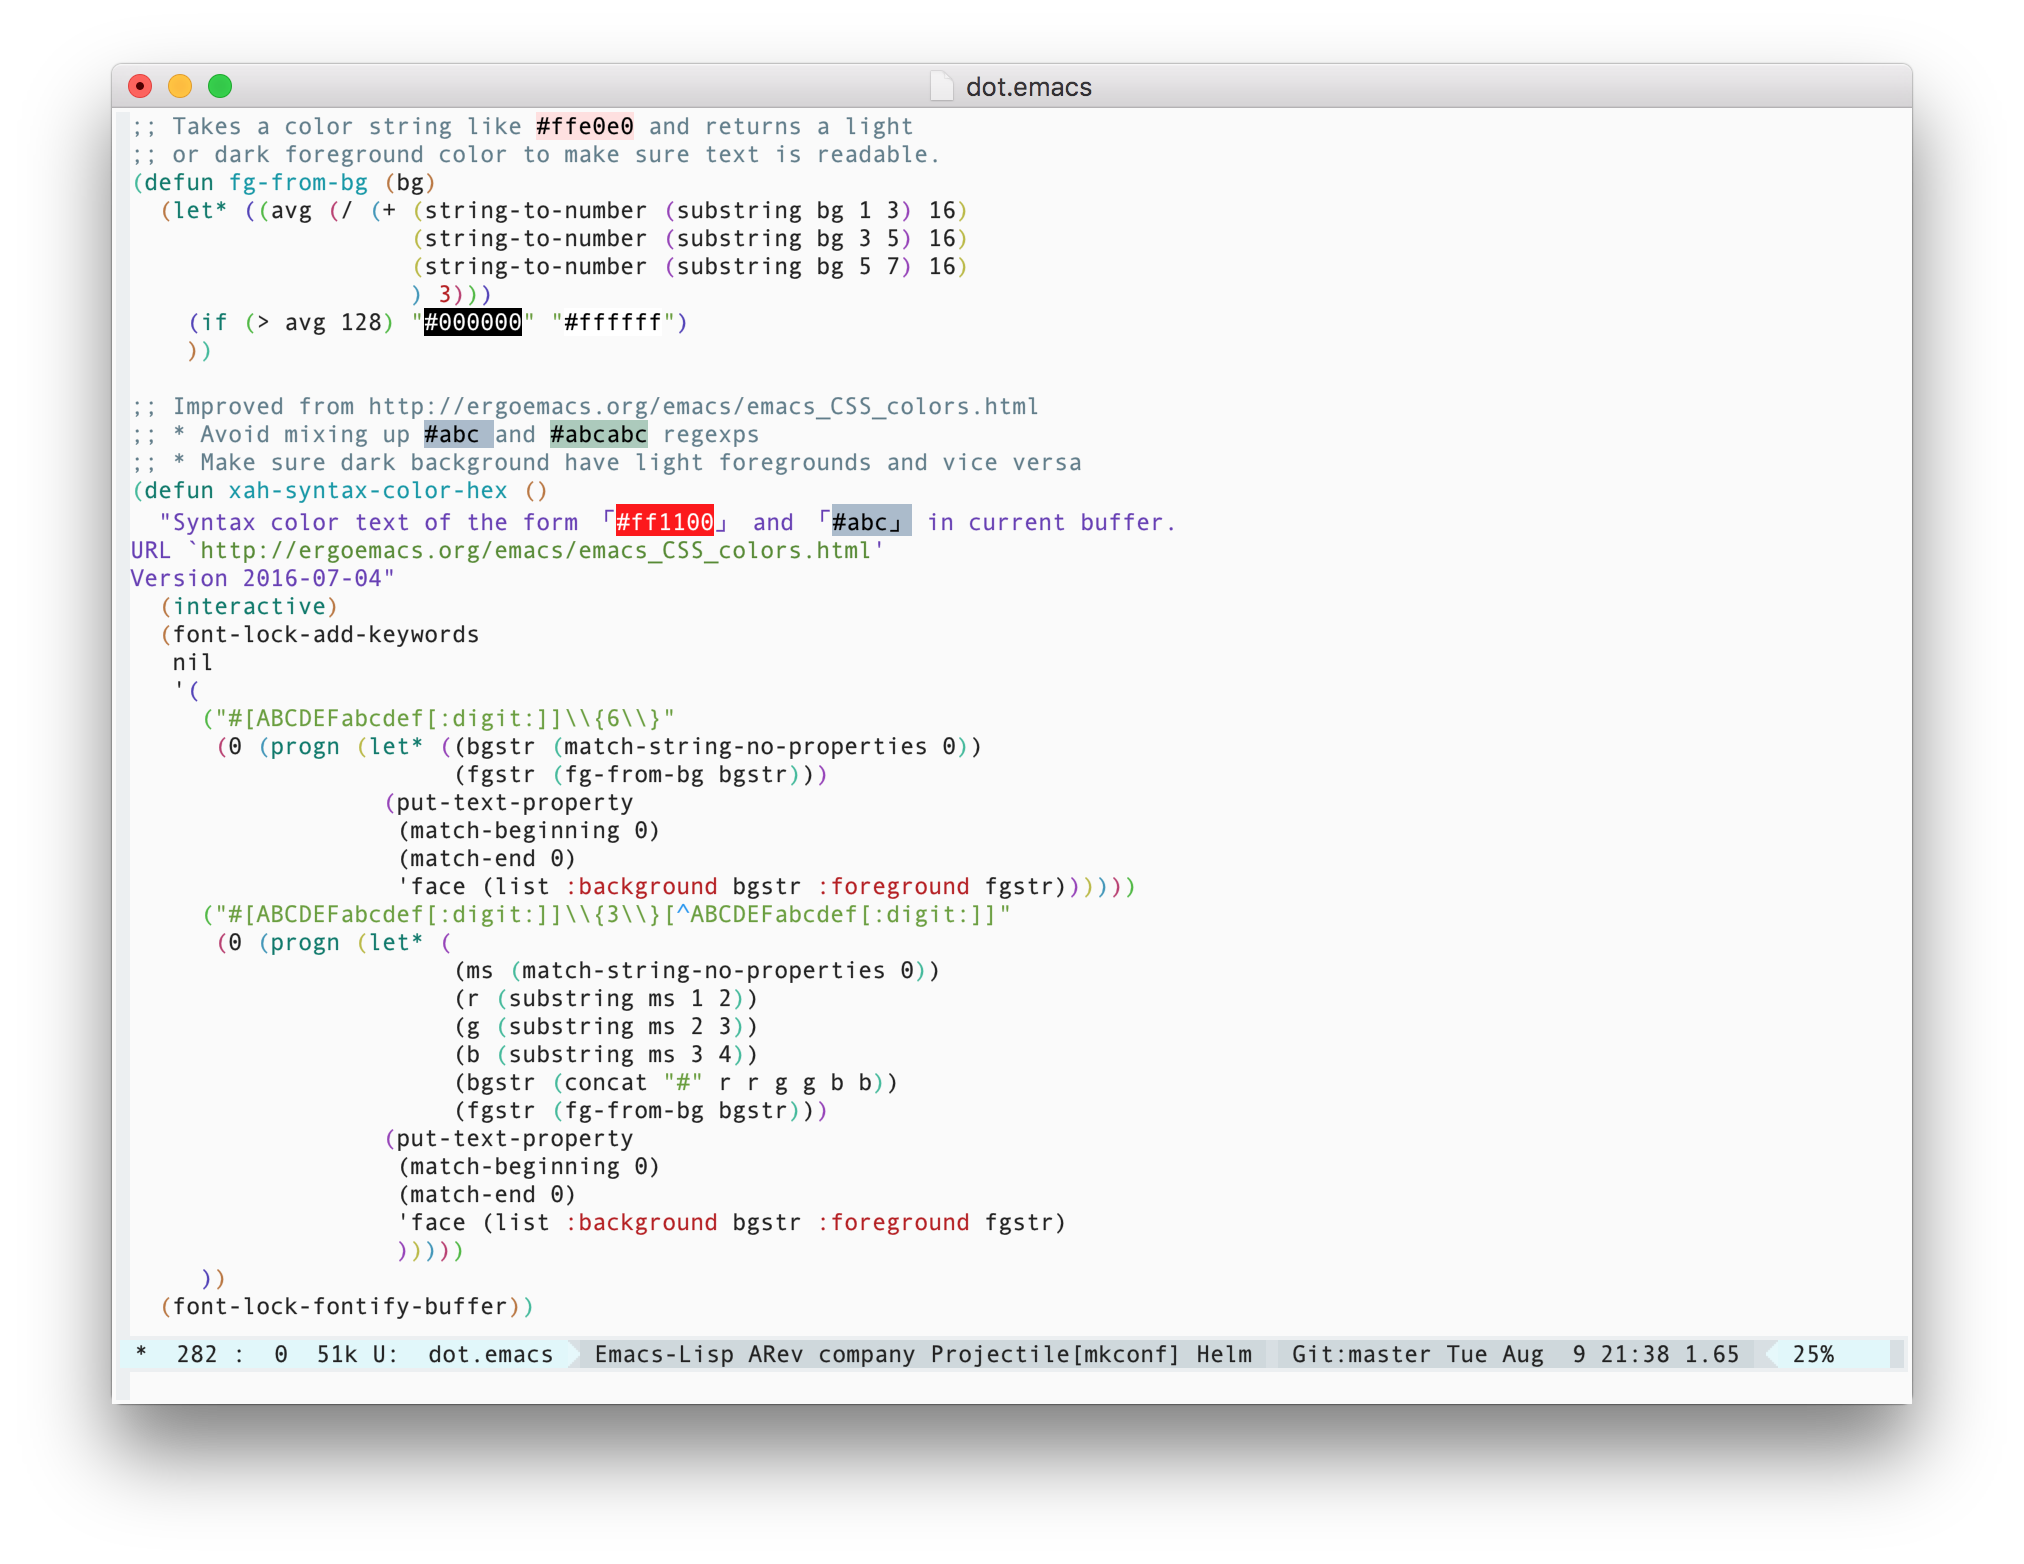 dot.emacs
;; Takes a color string like #ffe0e0 and returns a light
;; or dark foreground color to make sure text is readable.
(defun fg-from-bg (bg)
  (let* ((avg (/ (+ (string-to-number (substring bg 1 3) 16)
                    (string-to-number (substring bg 3 5) 16)
                    (string-to-number (substring bg 5 7) 16)
                    ) 3)))
    (if (> avg 128) "#000000" "#ffffff")
    ))
;; Improved from http://ergoemacs.org/emacs/emacs_CSS_colors.html
;; * Avoid mixing up #abc and #abcabc regexps
;; * Make sure dark background have light foregrounds and vice versa
(defun xah-syntax-color-hex ()
  "Syntax color text of the form 「#ff1100」 and 「#abc」 in current buffer.
URL `http://ergoemacs.org/emacs/emacs_CSS_colors.html'
Version 2016-07-04"
  (interactive)
  (font-lock-add-keywords
   nil
   '(
     ("#[ABCDEFabcdef[:digit:]]\\{6\\}"
      (0 (progn (let* ((bgstr (match-string-no-properties 0))
                       (fgstr (fg-from-bg bgstr)))
                  (put-text-property
                   (match-beginning 0)
                   (match-end 0)
                   'face (list :background bgstr :foreground fgstr))))))
     ("#[ABCDEFabcdef[:digit:]]\\{3\\}[^ABCDEFabcdef[:digit:]]"
      (0 (progn (let* (
                       (ms (match-string-no-properties 0))
                       (r (substring ms 1 2))
                       (g (substring ms 2 3))
                       (b (substring ms 3 4))
                       (bgstr (concat "#" r r g g b b))
                       (fgstr (fg-from-bg bgstr)))
                  (put-text-property
                   (match-beginning 0)
                   (match-end 0)
                   'face (list :background bgstr :foreground fgstr)
                   )))))
     ))
  (font-lock-fontify-buffer))
*  282 :  0  51k U:  dot.emacs   Emacs-Lisp ARev company Projectile[mkconf] Helm   Git:master Tue Aug  9 21:38 1.65   25%